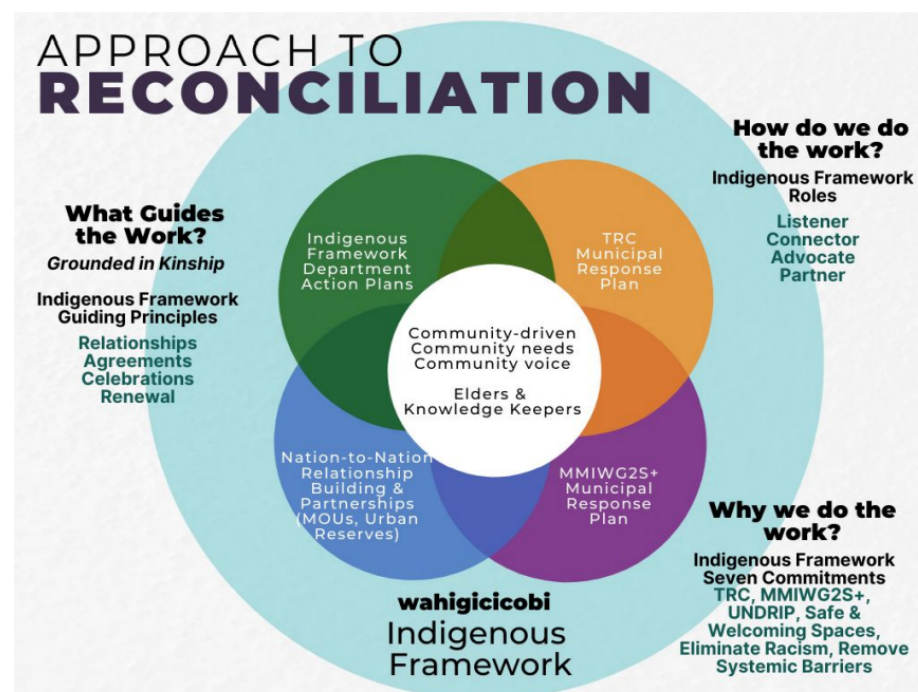 APPROACH TO
RECONCILIATION
What Guides
the Work?
Grounded in Kinship
Indigenous Framework
Guiding Principles
Relationships
Agreements
Celebrations
Renewal
Indigenous
Framework
Department
Action Plans
TRC
Municipal
Response
Plan
Community-driven
Community needs
Community voice
Elders &
Knowledge Keepers
Nation-to-Nation
Relationship
Building &
Partnerships
(MOUs, Urban
Reserves)
MMIWG2S+
Municipal
Response
Plan
wahigicicobi
Indigenous
Framework
How do we do
the work?
Indigenous Framework
Roles
Listener
Connector
Advocate
Partner
Why we do the
work?
Indigenous Framework
Seven Commitments
TRC, MMIWG2S+,
UNDRIP, Safe &
Welcoming Spaces,
Eliminate Racism, Remove
Systemic Barriers